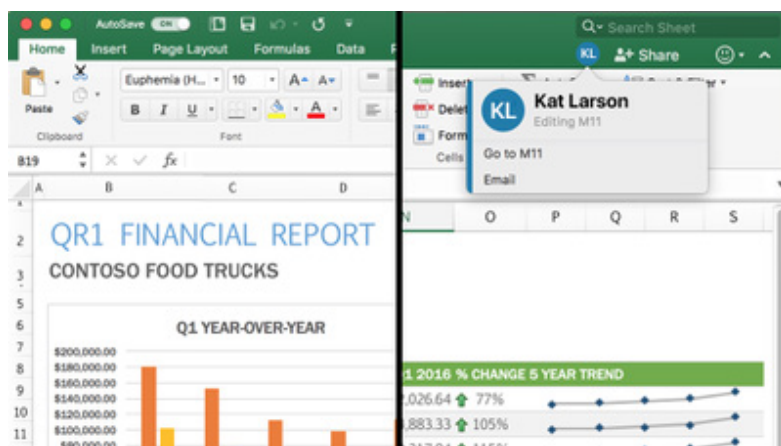 AutoSave ON
Home Insert Page Layout Formulas Data
Paste
Clipboard
Euphemia (H... 10 A A
B I U A
Font
B19 fx
A B C D
2 QR1 FINANCIAL REPORT
3 CONTOSO FOOD TRUCKS
5
6 Q1 YEAR-OVER-YEAR
7 $200,000.00
8 $180,000.00
$160,000.00
9 $140,000.00
10 $120,000.00
11 $100,000.00
Search Sheet
KL Share
KL Kat Larson
Editing M11
Go to M11
Email
Cells
N O P Q R S
1 2016 % CHANGE 5 YEAR TREND
,026.64 77%
,883.33 105%